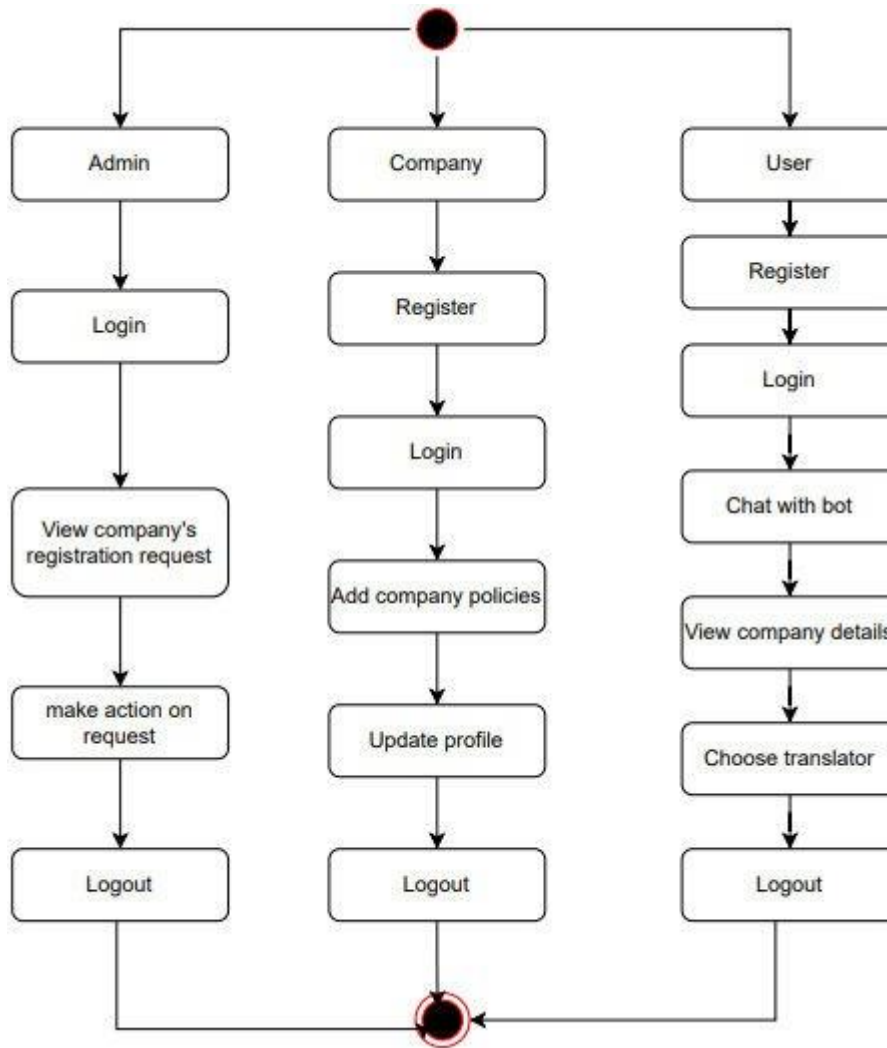 Admin
Login
View company's
registration request
make action on
request
Logout
Company
Register
Login
Add company policies
Update profile
Logout
User
Register
Login
Chat with bot
View company details
Choose translator
Logout